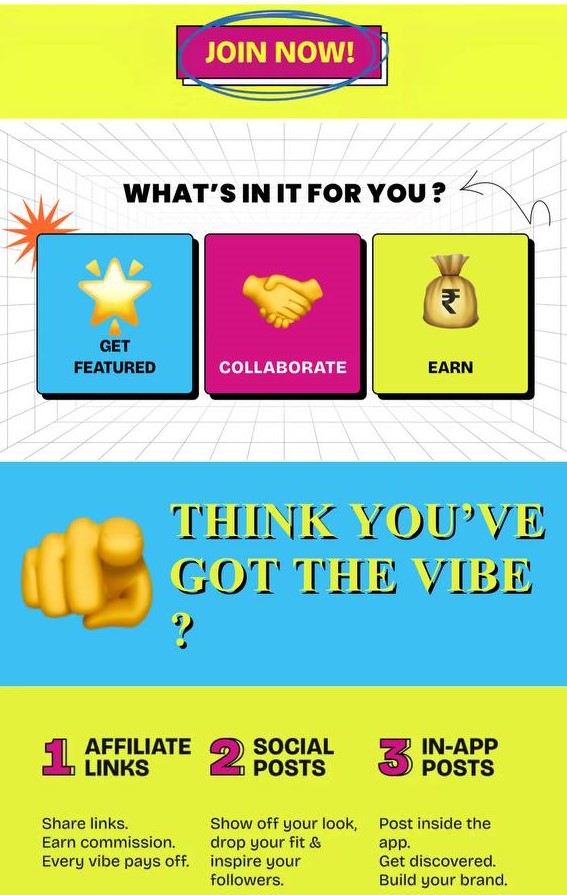 JOIN NOW!
WHAT'S IN IT FOR YOU ?
GET
FEATURED
COLLABORATE
₹
EARN
THINK YOU'VE
GOT THE VIBE
?
1 AFFILIATE
LINKS
Share links.
Earn commission.
Every vibe pays off.
2 SOCIAL
POSTS
Show off your look,
drop your fit &
inspire your
followers.
3 IN-APP
POSTS
Post inside the
app.
Get discovered.
Build your brand.